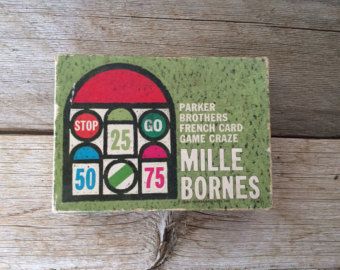 STOP
25
GO
50
75
PARKER
BROTHERS
FRENCH CARD
GAME CRAZE
MILLE
BORNES